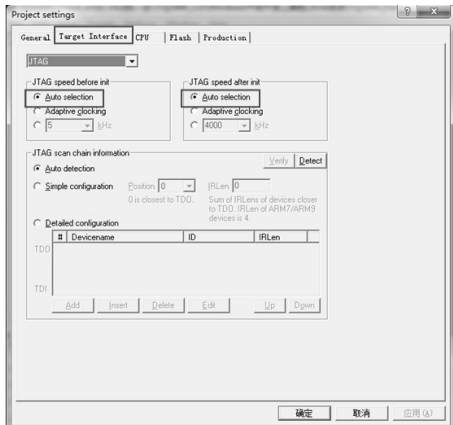 Project settings
General Target Interface CPU Flash Production
JTAG
JTAG speed before init
Auto selection
Adaptive clocking
5 kHz
JTAG speed after init
Auto selection
Adaptive clocking
4000 kHz
JTAG scan chain information
Verify Detect
Auto detection
Simple configuration Position 0 IRLen 0
0 is closest to TDO.
Sum of IRLens of devices closer
to TDO. IRLen of ARM7/ARM9
devices is 4.
Detailed configuration
# Devicename ID IRLen
TDO
TDI
Add Insert Delete Edit Up Down
确定 取消 应用(A)